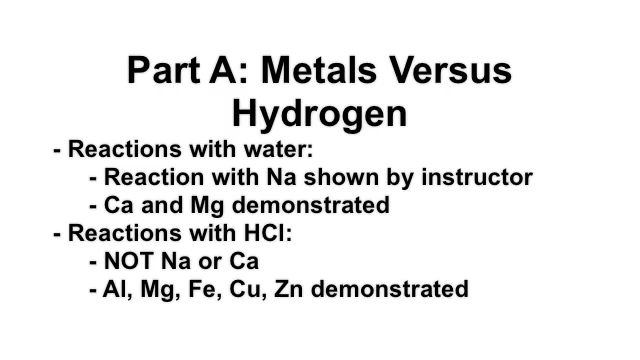 Part A: Metals Versus
Hydrogen
- Reactions with water:
- Reaction with Na shown by instructor
- Ca and Mg demonstrated
- Reactions with HCl:
- NOT Na or Ca
- Al, Mg, Fe, Cu, Zn demonstrated